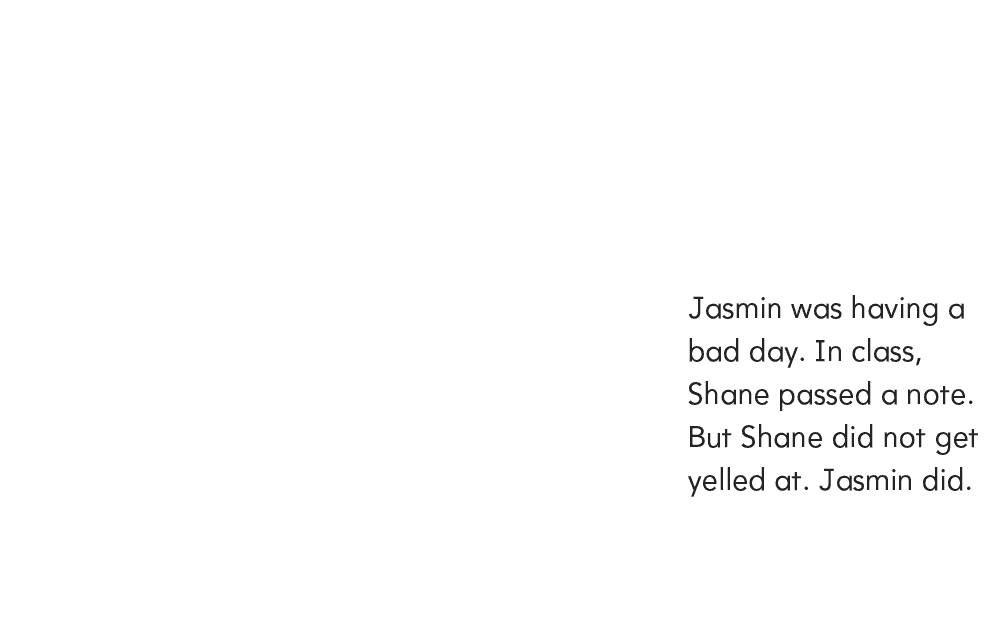 Jasmin was having a
bad day. In class,
Shane passed a note.
But Shane did not get
yelled at. Jasmin did.